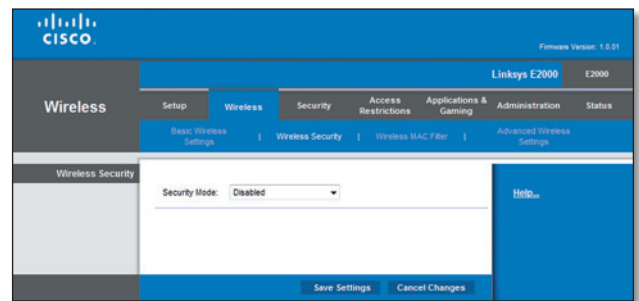 CISCO.
Firmware Version: 1.0.01
Linksys E2000 E2000
Wireless
Setup Wireless Security Access Restrictions Applications & Gaming Administration Status
Basic Wireless Settings | Wireless Security | Wireless MAC Filter | Advanced Wireless Settings
Wireless Security
Security Mode: Disabled
Help...
Save Settings Cancel Changes